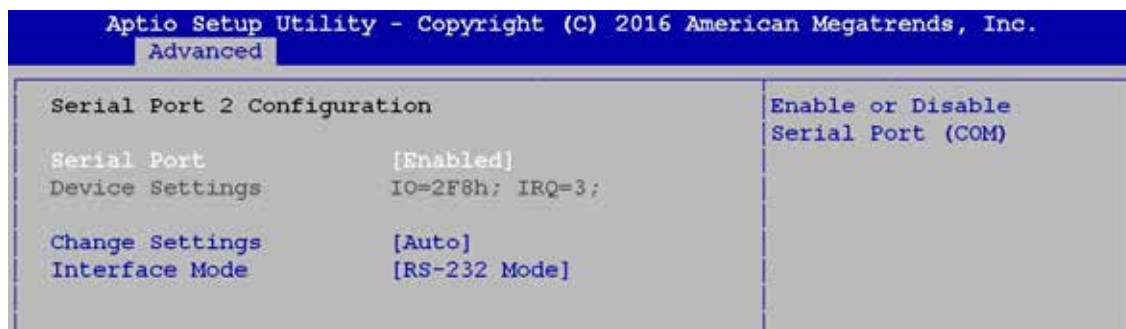 Aptio Setup Utility - Copyright (C) 2016 American Megatrends, Inc.
Advanced
Serial Port 2 Configuration
Enable or Disable
Serial Port (COM)
Serial Port [Enabled]
Device Settings IO=2F8h; IRQ=3;
Change Settings [Auto]
Interface Mode [RS-232 Mode]